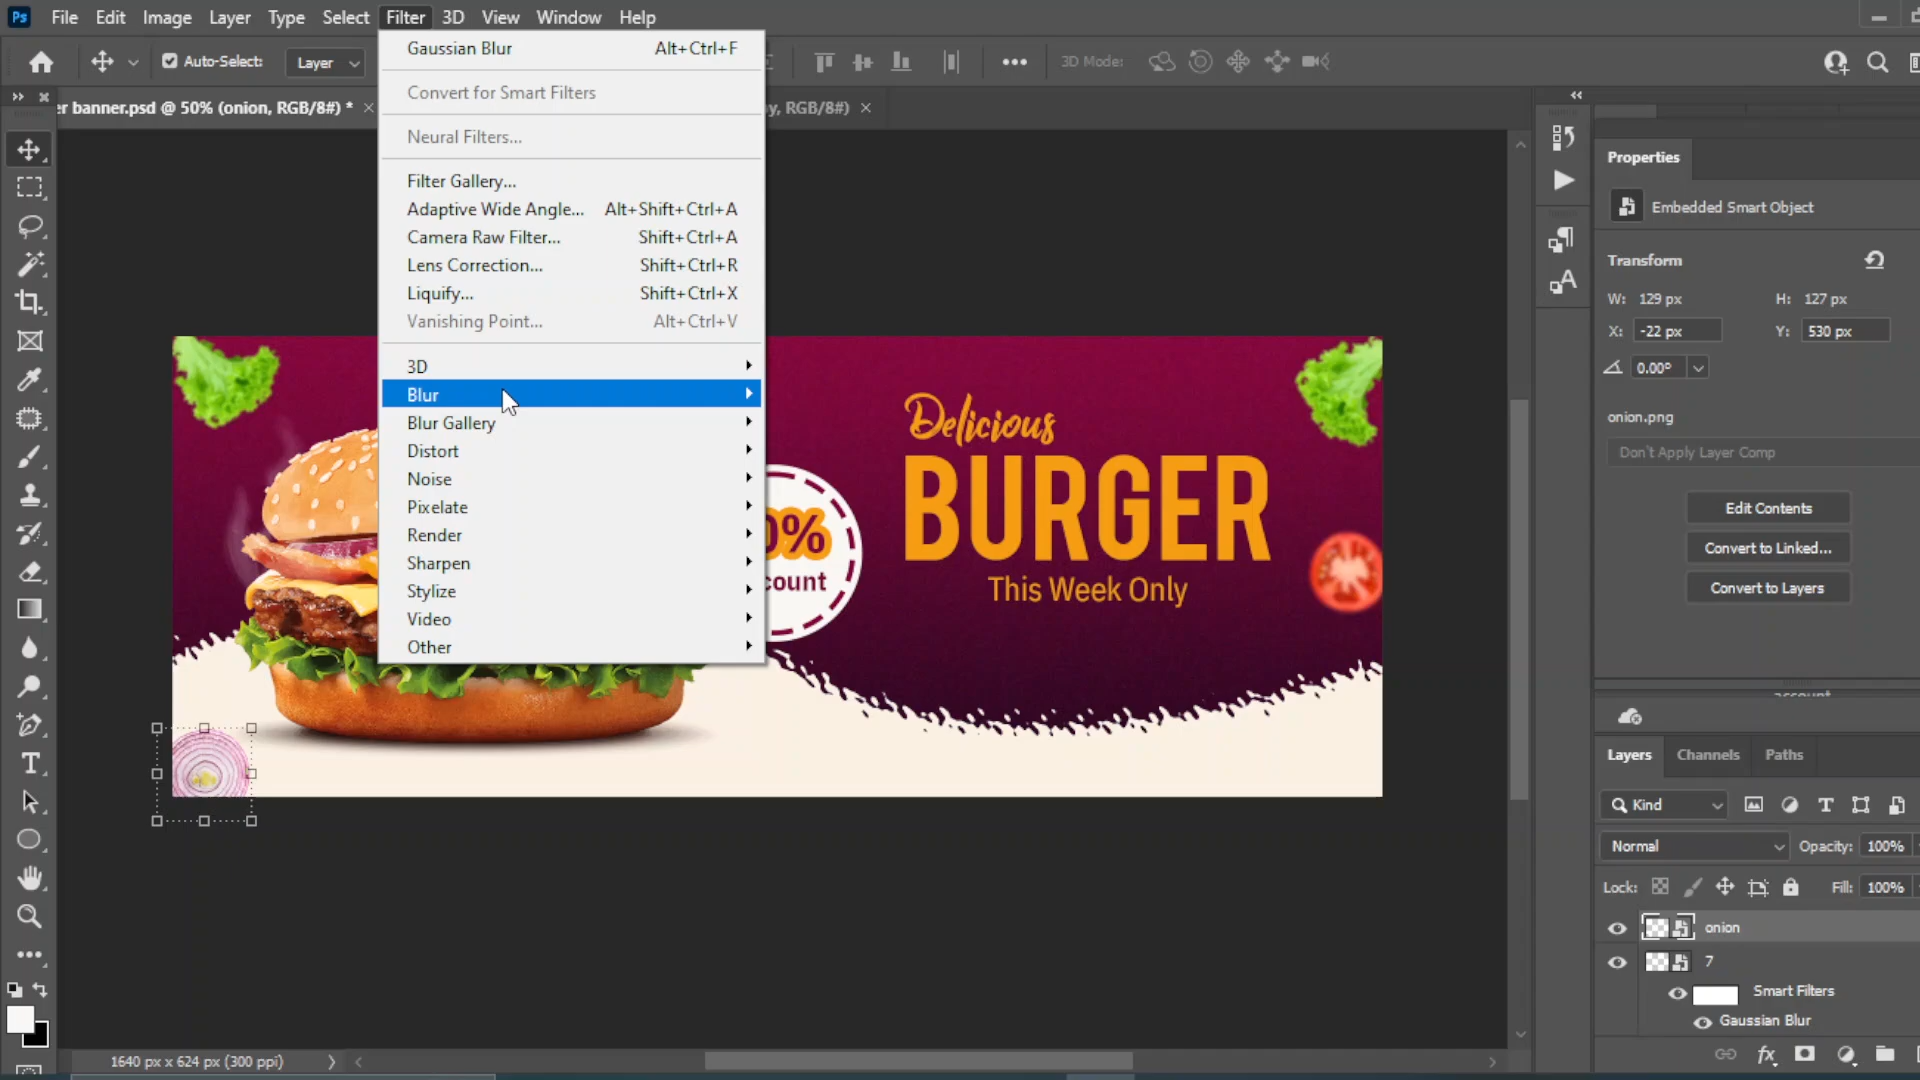 Ps File Edit Image Layer Type Select Filter 3D View Window Help
Auto-Select: Layer 3D Mode:
er banner.psd @ 50% (onion, RGB/8#) * × y, RGB/8#) ×
Gaussian Blur Alt+Ctrl+F
Convert for Smart Filters
Neural Filters...
Filter Gallery...
Adaptive Wide Angle... Alt+Shift+Ctrl+A
Camera Raw Filter... Shift+Ctrl+A
Lens Correction... Shift+Ctrl+R
Liquify... Shift+Ctrl+X
Vanishing Point... Alt+Ctrl+V
3D
Blur
Blur Gallery
Distort
Noise
Pixelate
Render
Sharpen
Stylize
Video
Other
Delicious
BURGER
This Week Only
0%
count
Properties
Embedded Smart Object
Transform
W: 129 px H: 127 px
X: -22 px Y: 530 px
0.00°
onion.png
Don't Apply Layer Comp
Edit Contents
Convert to Linked...
Convert to Layers
account
Layers Channels Paths
Kind
Normal Opacity: 100%
Lock: Fill: 100%
onion
7
Smart Filters
Gaussian Blur
fx
1640 px x 624 px (300 ppi)